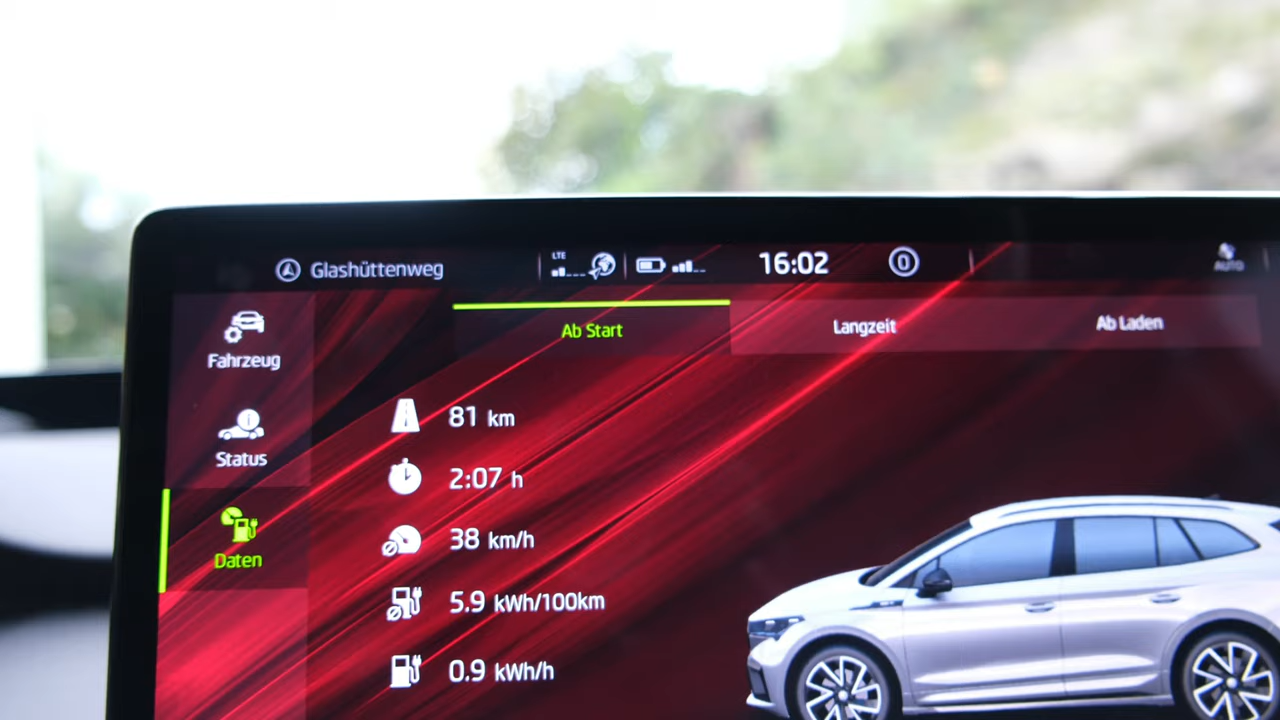 Glashüttenweg
LTE
16:02
0
AUTO
Fahrzeug
Status
Daten
Ab Start
Langzeit
Ab Laden
81 km
2:07 h
38 km/h
5.9 kWh/100km
0.9 kWh/h